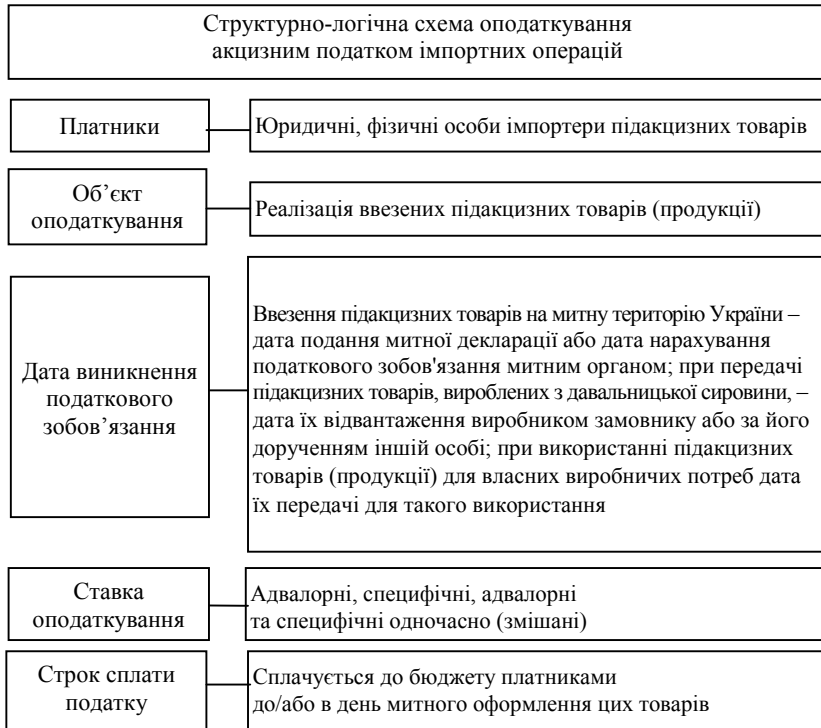 Структурно-логічна схема оподаткування
акцизним податком імпортних операцій
Платники
Юридичні, фізичні особи імпортери підакцизних товарів
Об’єкт
оподаткування
Реалізація ввезених підакцизних товарів (продукції)
Дата виникнення
податкового
зобов’язання
Ввезення підакцизних товарів на митну територію України –
дата подання митної декларації або дата нарахування
податкового зобов'язання митним органом; при передачі
підакцизних товарів, вироблених з давальницької сировини, –
дата їх відвантаження виробником замовнику або за його
дорученням іншій особі; при використанні підакцизних
товарів (продукції) для власних виробничих потреб дата
їх передачі для такого використання
Ставка
оподаткування
Адвалорні, специфічні, адвалорні
та специфічні одночасно (змішані)
Строк сплати
податку
Сплачується до бюджету платниками
до/або в день митного оформлення цих товарів